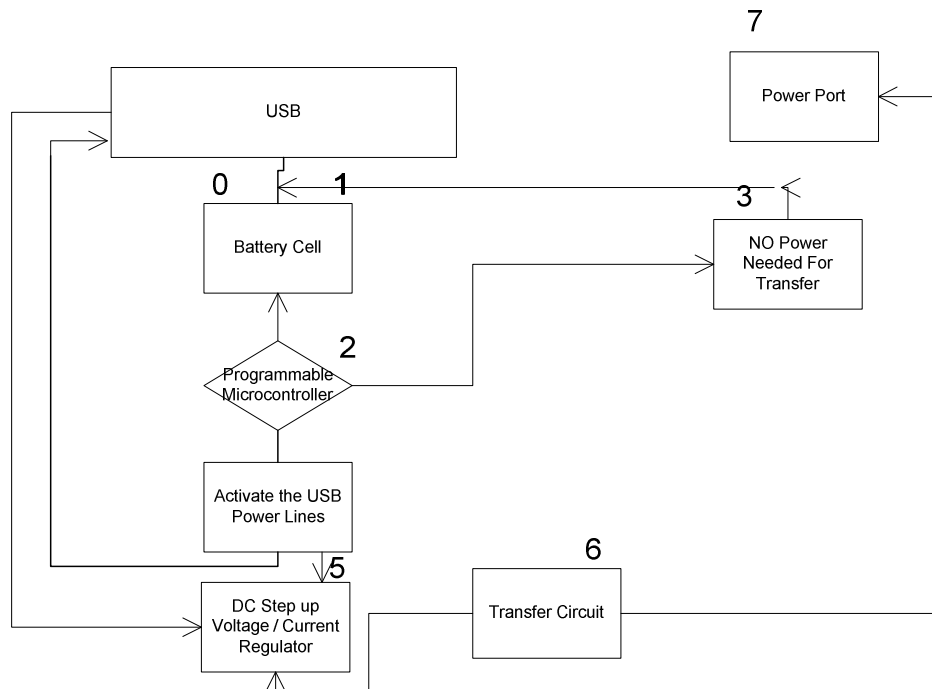 7
Power Port
USB
0
1
3
Battery Cell
NO Power
Needed For
Transfer
2
Programmable
Microcontroller
Activate the USB
Power Lines
5
6
DC Step up
Voltage / Current
Regulator
Transfer Circuit